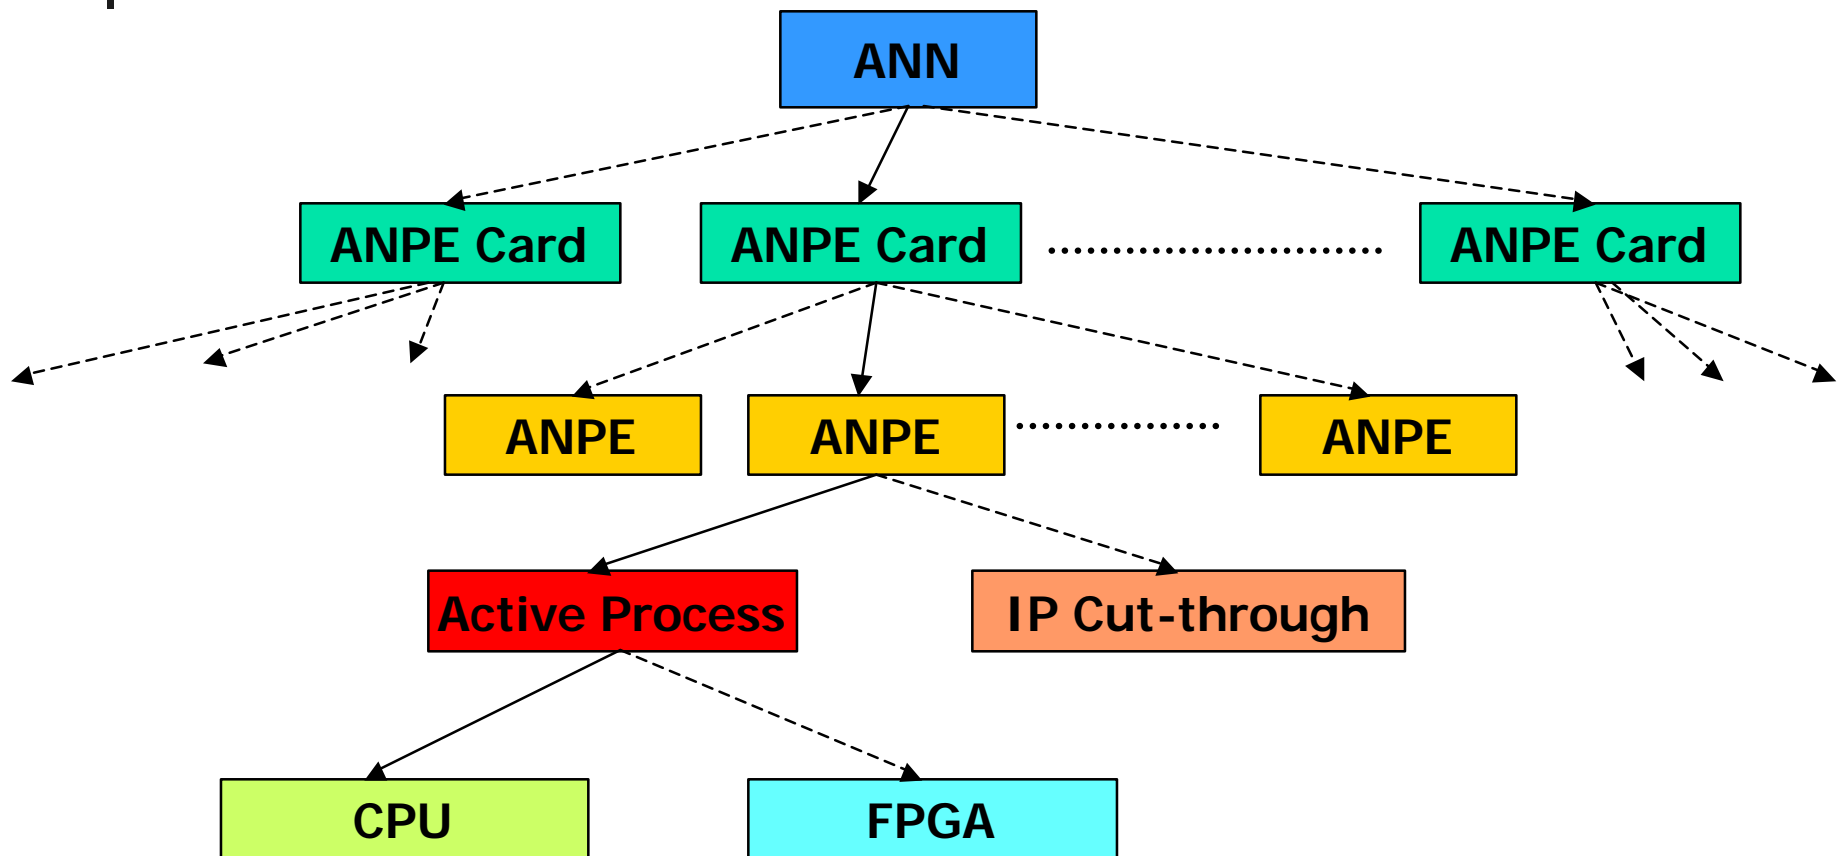 ANN
ANPE Card
ANPE Card
ANPE Card
ANPE
ANPE
ANPE
Active Process
IP Cut-through
CPU
FPGA